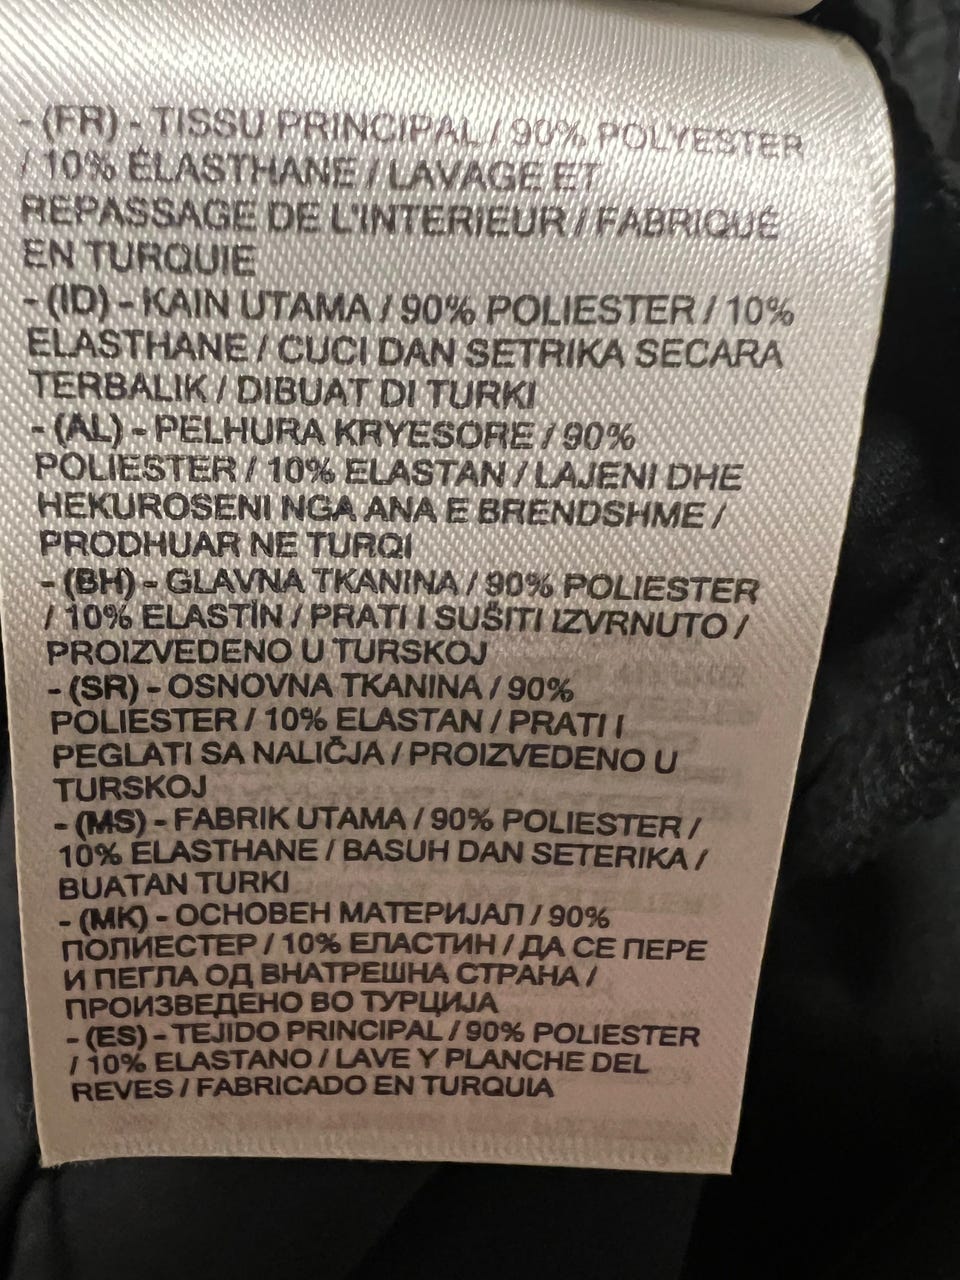 - (FR) - TISSU PRINCIPAL / 90% POLYESTER
/ 10% ÉLASTHANE / LAVAGE ET
REPASSAGE DE L'INTERIEUR / FABRIQUÉ
EN TURQUIE
- (ID) - KAIN UTAMA / 90% POLIESTER / 10%
ELASTHANE / CUCI DAN SETRIKA SECARA
TERBALIK / DIBUAT DI TURKI
- (AL) - PELHURA KRYESORE / 90%
POLIESTER / 10% ELASTAN / LAJENI DHE
HEKUROSENI NGA ANA E BRENDSHME /
PRODHUAR NE TURQI
- (BH) - GLAVNA TKANINA / 90% POLIESTER
/ 10% ELASTİN / PRATI I SUŠITI IZVRNUTO /
PROIZVEDENO U TURSKOJ
- (SR) - OSNOVNA TKANINA / 90%
POLIESTER / 10% ELASTAN / PRATI I
PEGLATI SA NALIČJA / PROIZVEDENO U
TURSKOJ
- (MS) - FABRIK UTAMA / 90% POLIESTER /
10% ELASTHANE / BASUH DAN SETERIKA /
BUATAN TURKI
- (MK) - ОСНОВЕН МАТЕРИЈАЛ / 90%
ПОЛИЕСТЕР / 10% ЕЛАСТИН / ДА СЕ ПЕРЕ
И ПЕГЛА ОД ВНАТРЕШНА СТРАНА /
ПРОИЗВЕДЕНО ВО ТУРЦИЈА
- (ES) - TEJIDO PRINCIPAL / 90% POLIESTER
/ 10% ELASTANO / LAVE Y PLANCHE DEL
REVES / FABRICADO EN TURQUIA